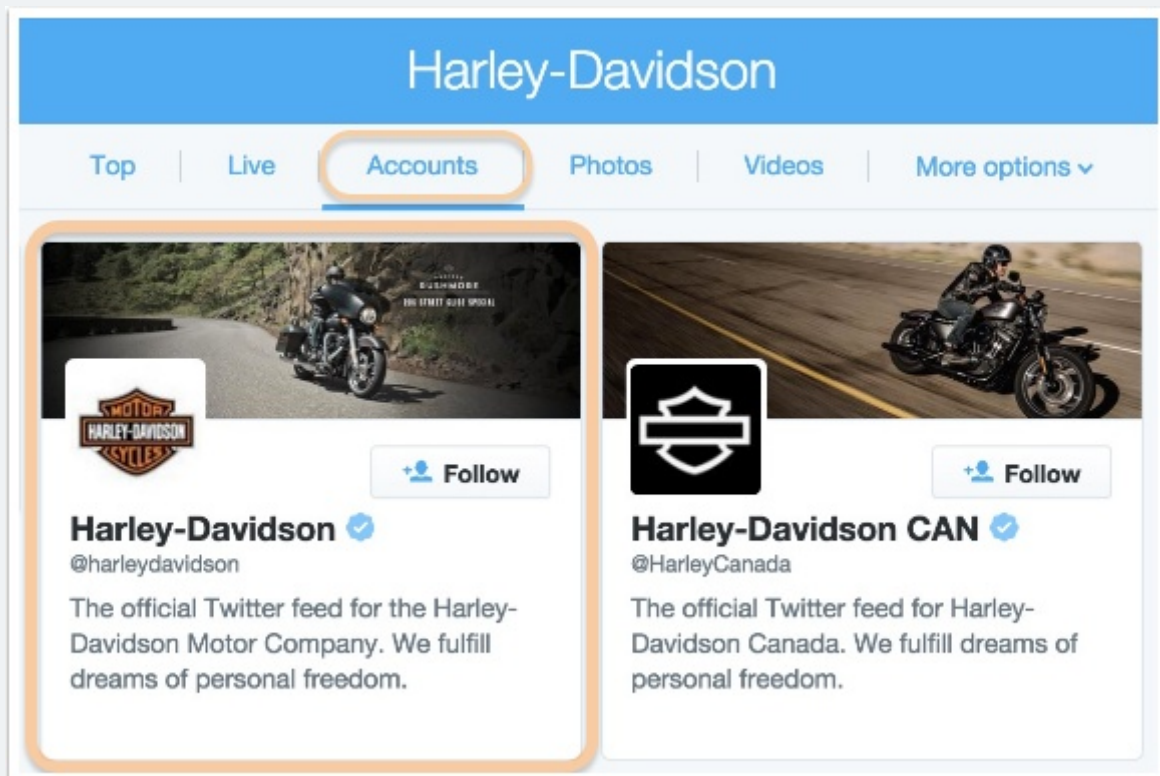 Harley-Davidson
Top
Live
Accounts
Photos
Videos
More options
RUSHMORE
MOTOR
HARLEY-DAVIDSON
CYCLES
Follow
Harley-Davidson
@harleydavidson
The official Twitter feed for the Harley-
Davidson Motor Company. We fulfill
dreams of personal freedom.
Follow
Harley-Davidson CAN
@HarleyCanada
The official Twitter feed for Harley-
Davidson Canada. We fulfill dreams of
personal freedom.